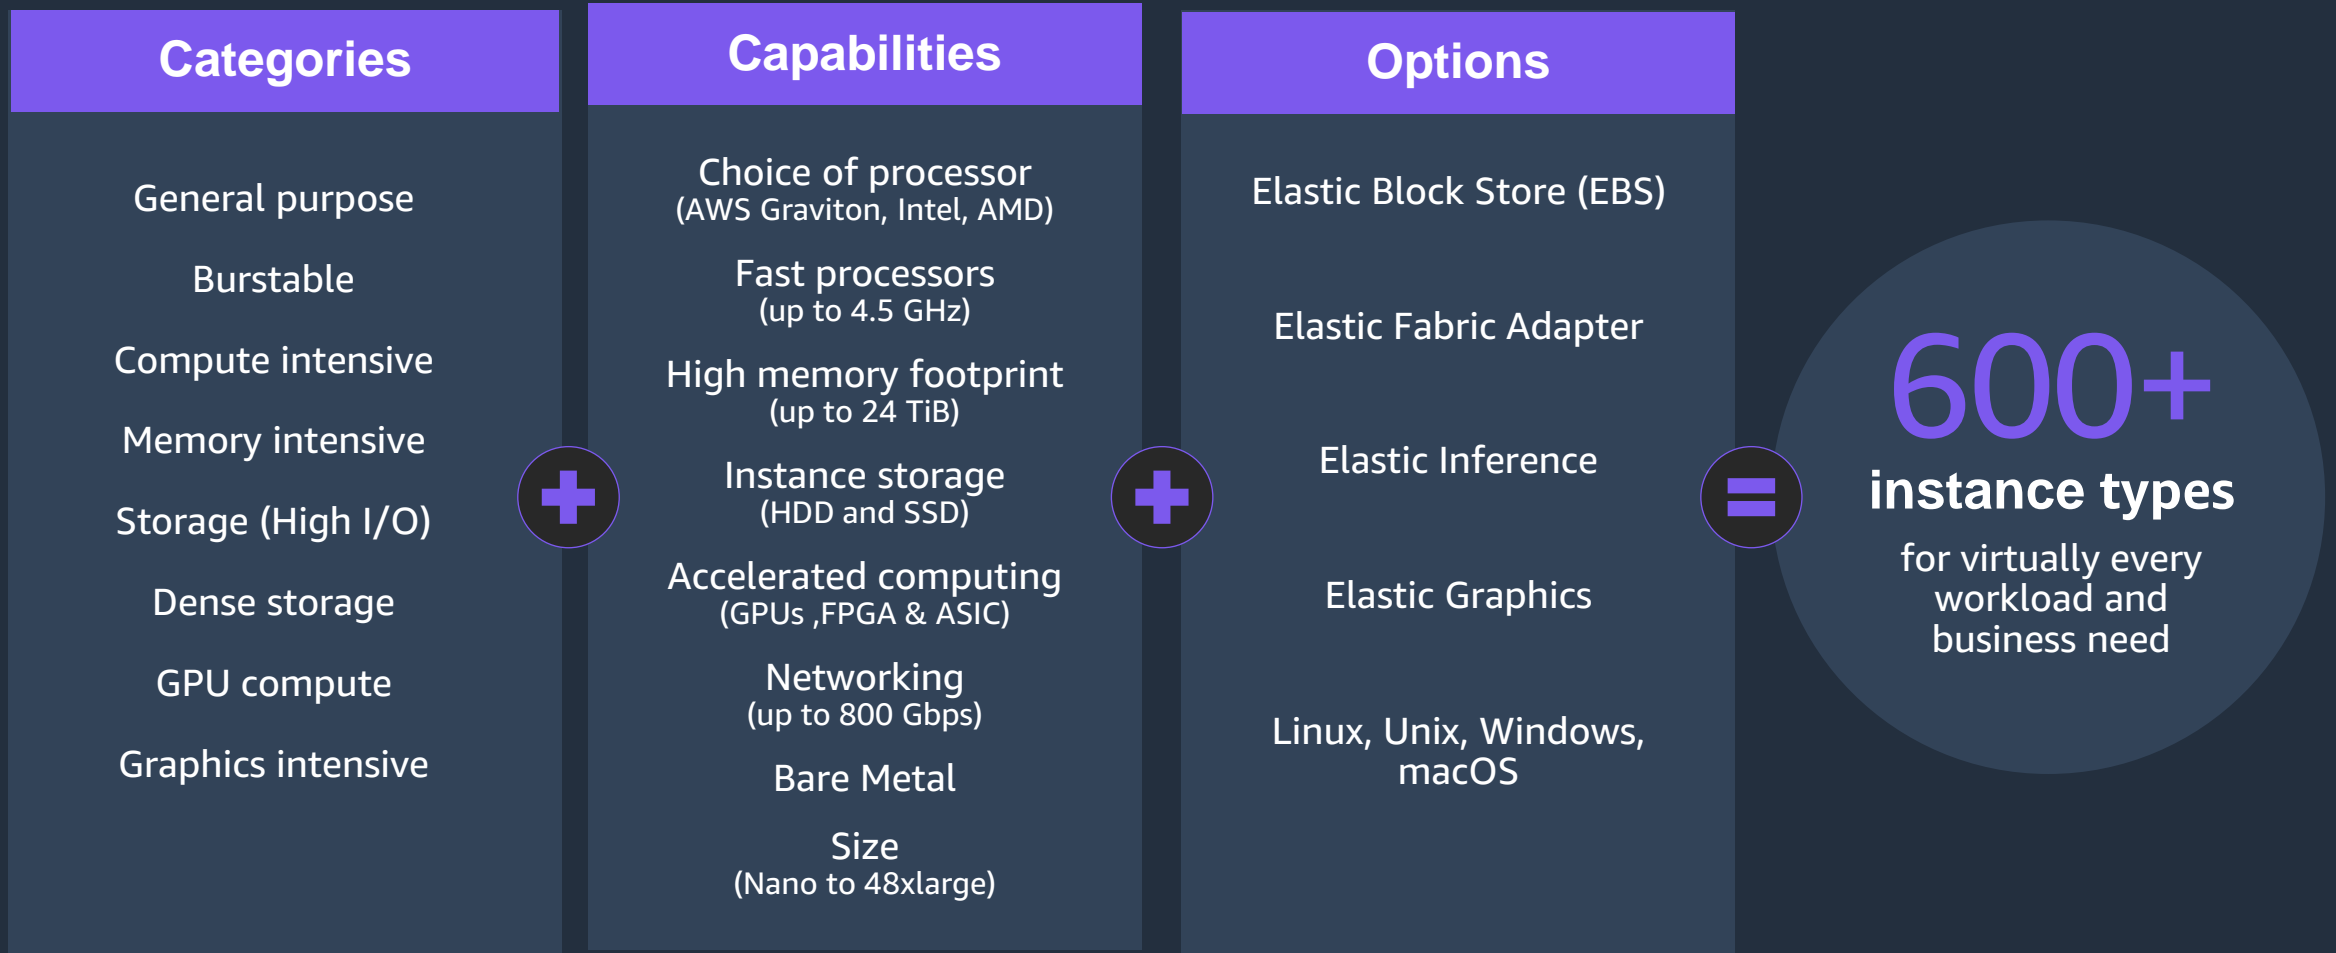 Categories
General purpose
Burstable
Compute intensive
Memory intensive
Storage (High I/O)
Dense storage
GPU compute
Graphics intensive
Capabilities
Choice of processor
(AWS Graviton, Intel, AMD)
Fast processors
(up to 4.5 GHz)
High memory footprint
(up to 24 TiB)
Instance storage
(HDD and SSD)
Accelerated computing
(GPUs ,FPGA & ASIC)
Networking
(up to 800 Gbps)
Bare Metal
Size
(Nano to 48xlarge)
Options
Elastic Block Store (EBS)
Elastic Fabric Adapter
Elastic Inference
Elastic Graphics
Linux, Unix, Windows,
macOS
600+
instance types
for virtually every
workload and
business need